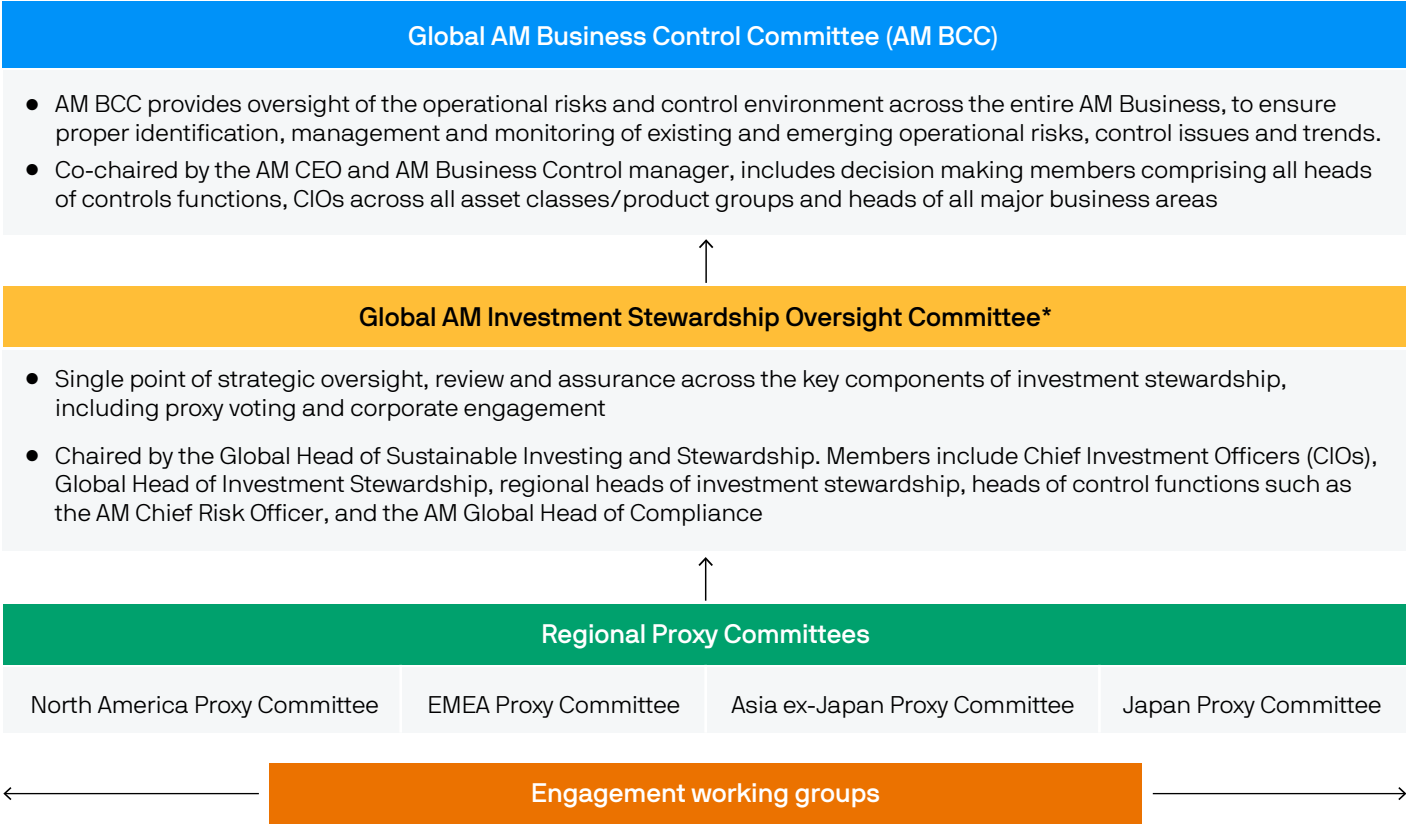 Global AM Business Control Committee (AM BCC)
● AM BCC provides oversight of the operational risks and control environment across the entire AM Business, to ensure
proper identification, management and monitoring of existing and emerging operational risks, control issues and trends.
● Co-chaired by the AM CEO and AM Business Control manager, includes decision making members comprising all heads
of controls functions, CIOs across all asset classes/product groups and heads of all major business areas
Global AM Investment Stewardship Oversight Committee*
● Single point of strategic oversight, review and assurance across the key components of investment stewardship,
including proxy voting and corporate engagement
● Chaired by the Global Head of Sustainable Investing and Stewardship. Members include Chief Investment Officers (CIOs),
Global Head of Investment Stewardship, regional heads of investment stewardship, heads of control functions such as
the AM Chief Risk Officer, and the AM Global Head of Compliance
Regional Proxy Committees
North America Proxy Committee
EMEA Proxy Committee
Asia ex-Japan Proxy Committee
Japan Proxy Committee
Engagement working groups